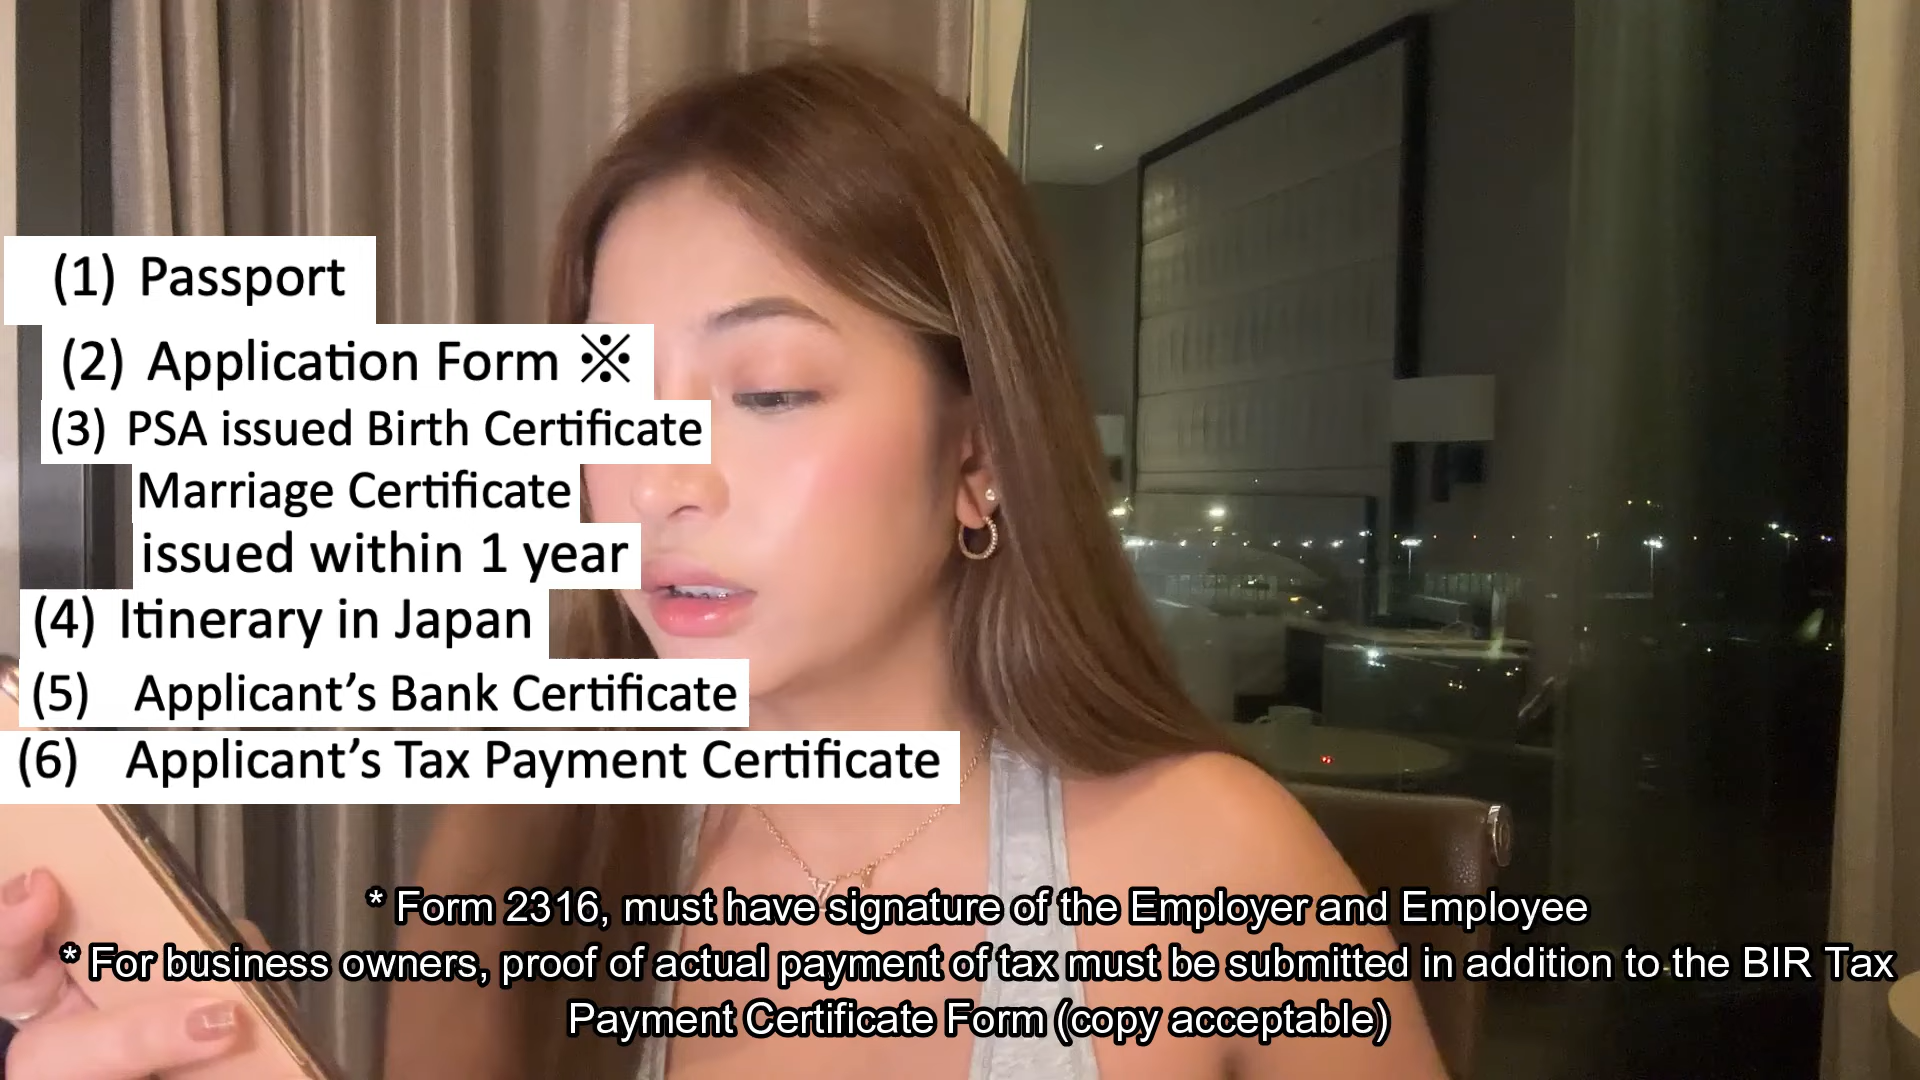 (1) Passport
(2) Application Form ※
(3) PSA issued Birth Certificate
Marriage Certificate
issued within 1 year
(4) Itinerary in Japan
(5) Applicant’s Bank Certificate
(6) Applicant’s Tax Payment Certificate
* Form 2316, must have signature of the Employer and Employee
* For business owners, proof of actual payment of tax must be submitted in addition to the BIR Tax
Payment Certificate Form (copy acceptable)